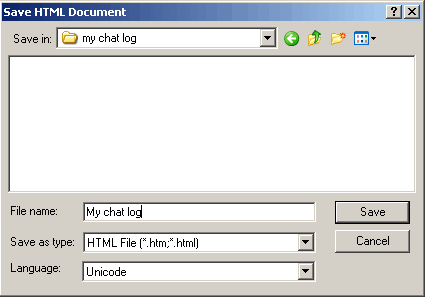 Save HTML Document
Save in: my chat log
File name: My chat log
Save
Save as type: HTML File (*.htm;*.html)
Cancel
Language: Unicode